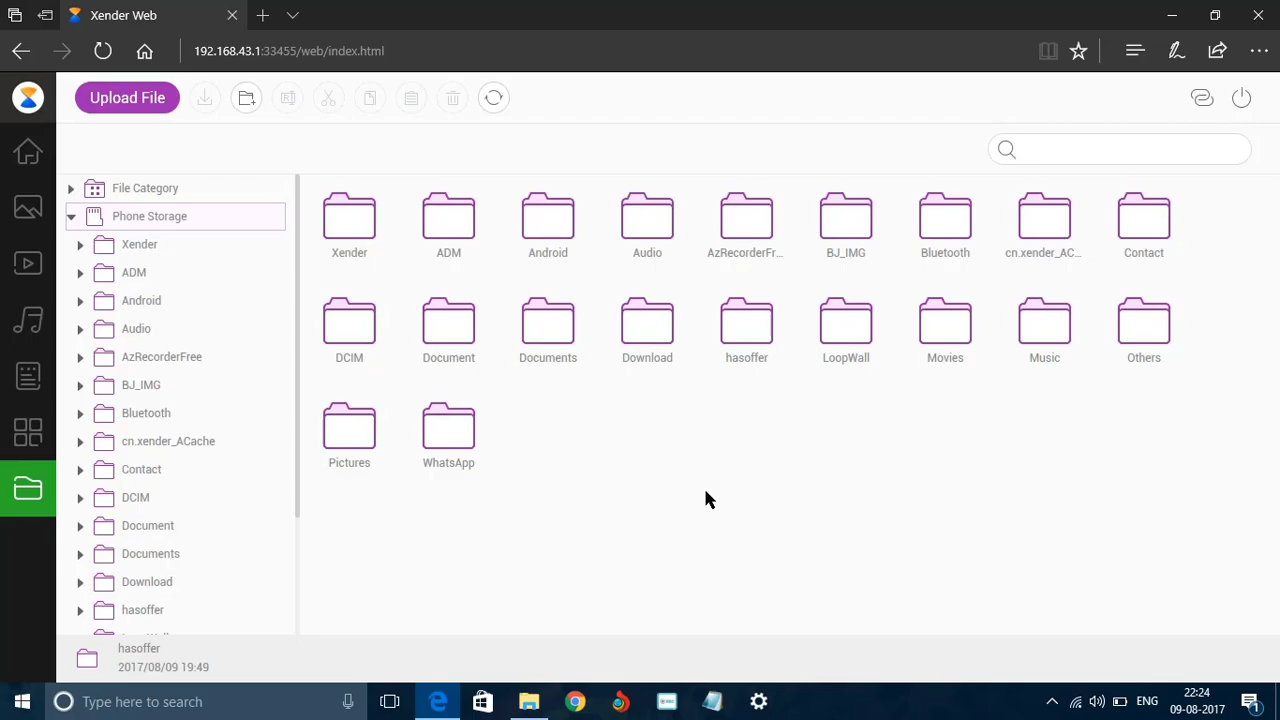 Xender Web
192.168.43.1:33455/web/index.html
Upload File
File Category
Phone Storage
Xender
ADM
Android
Audio
AzRecorderFree
BJ_IMG
Bluetooth
cn.xender_ACache
Contact
DCIM
Document
Documents
Download
hasoffer
Xender
ADM
Android
Audio
AzRecorderFr...
BJ_IMG
Bluetooth
cn.xender_AC...
Contact
DCIM
Document
Documents
Download
hasoffer
LoopWall
Movies
Music
Others
Pictures
WhatsApp
hasoffer
2017/08/09 19:49
Type here to search
ENG
22:24
09-08-2017
1